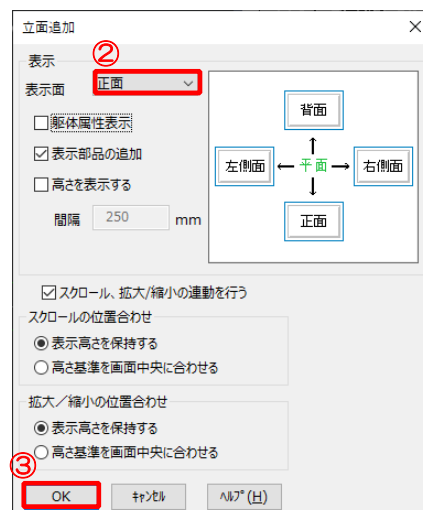 立面追加
②
表示
表示面 正面
躯体属性表示
表示部品の追加
高さを表示する
間隔 250 mm
背面
左側面 ← 平面 → 右側面
正面
スクロール、拡大/縮小の連動を行う
スクロールの位置合わせ
表示高さを保持する
高さ基準を画面中央に合わせる
拡大／縮小の位置合わせ
表示高さを保持する
高さ基準を画面中央に合わせる
③
OK ｷｬﾝｾﾙ ﾍﾙﾌﾟ(H)